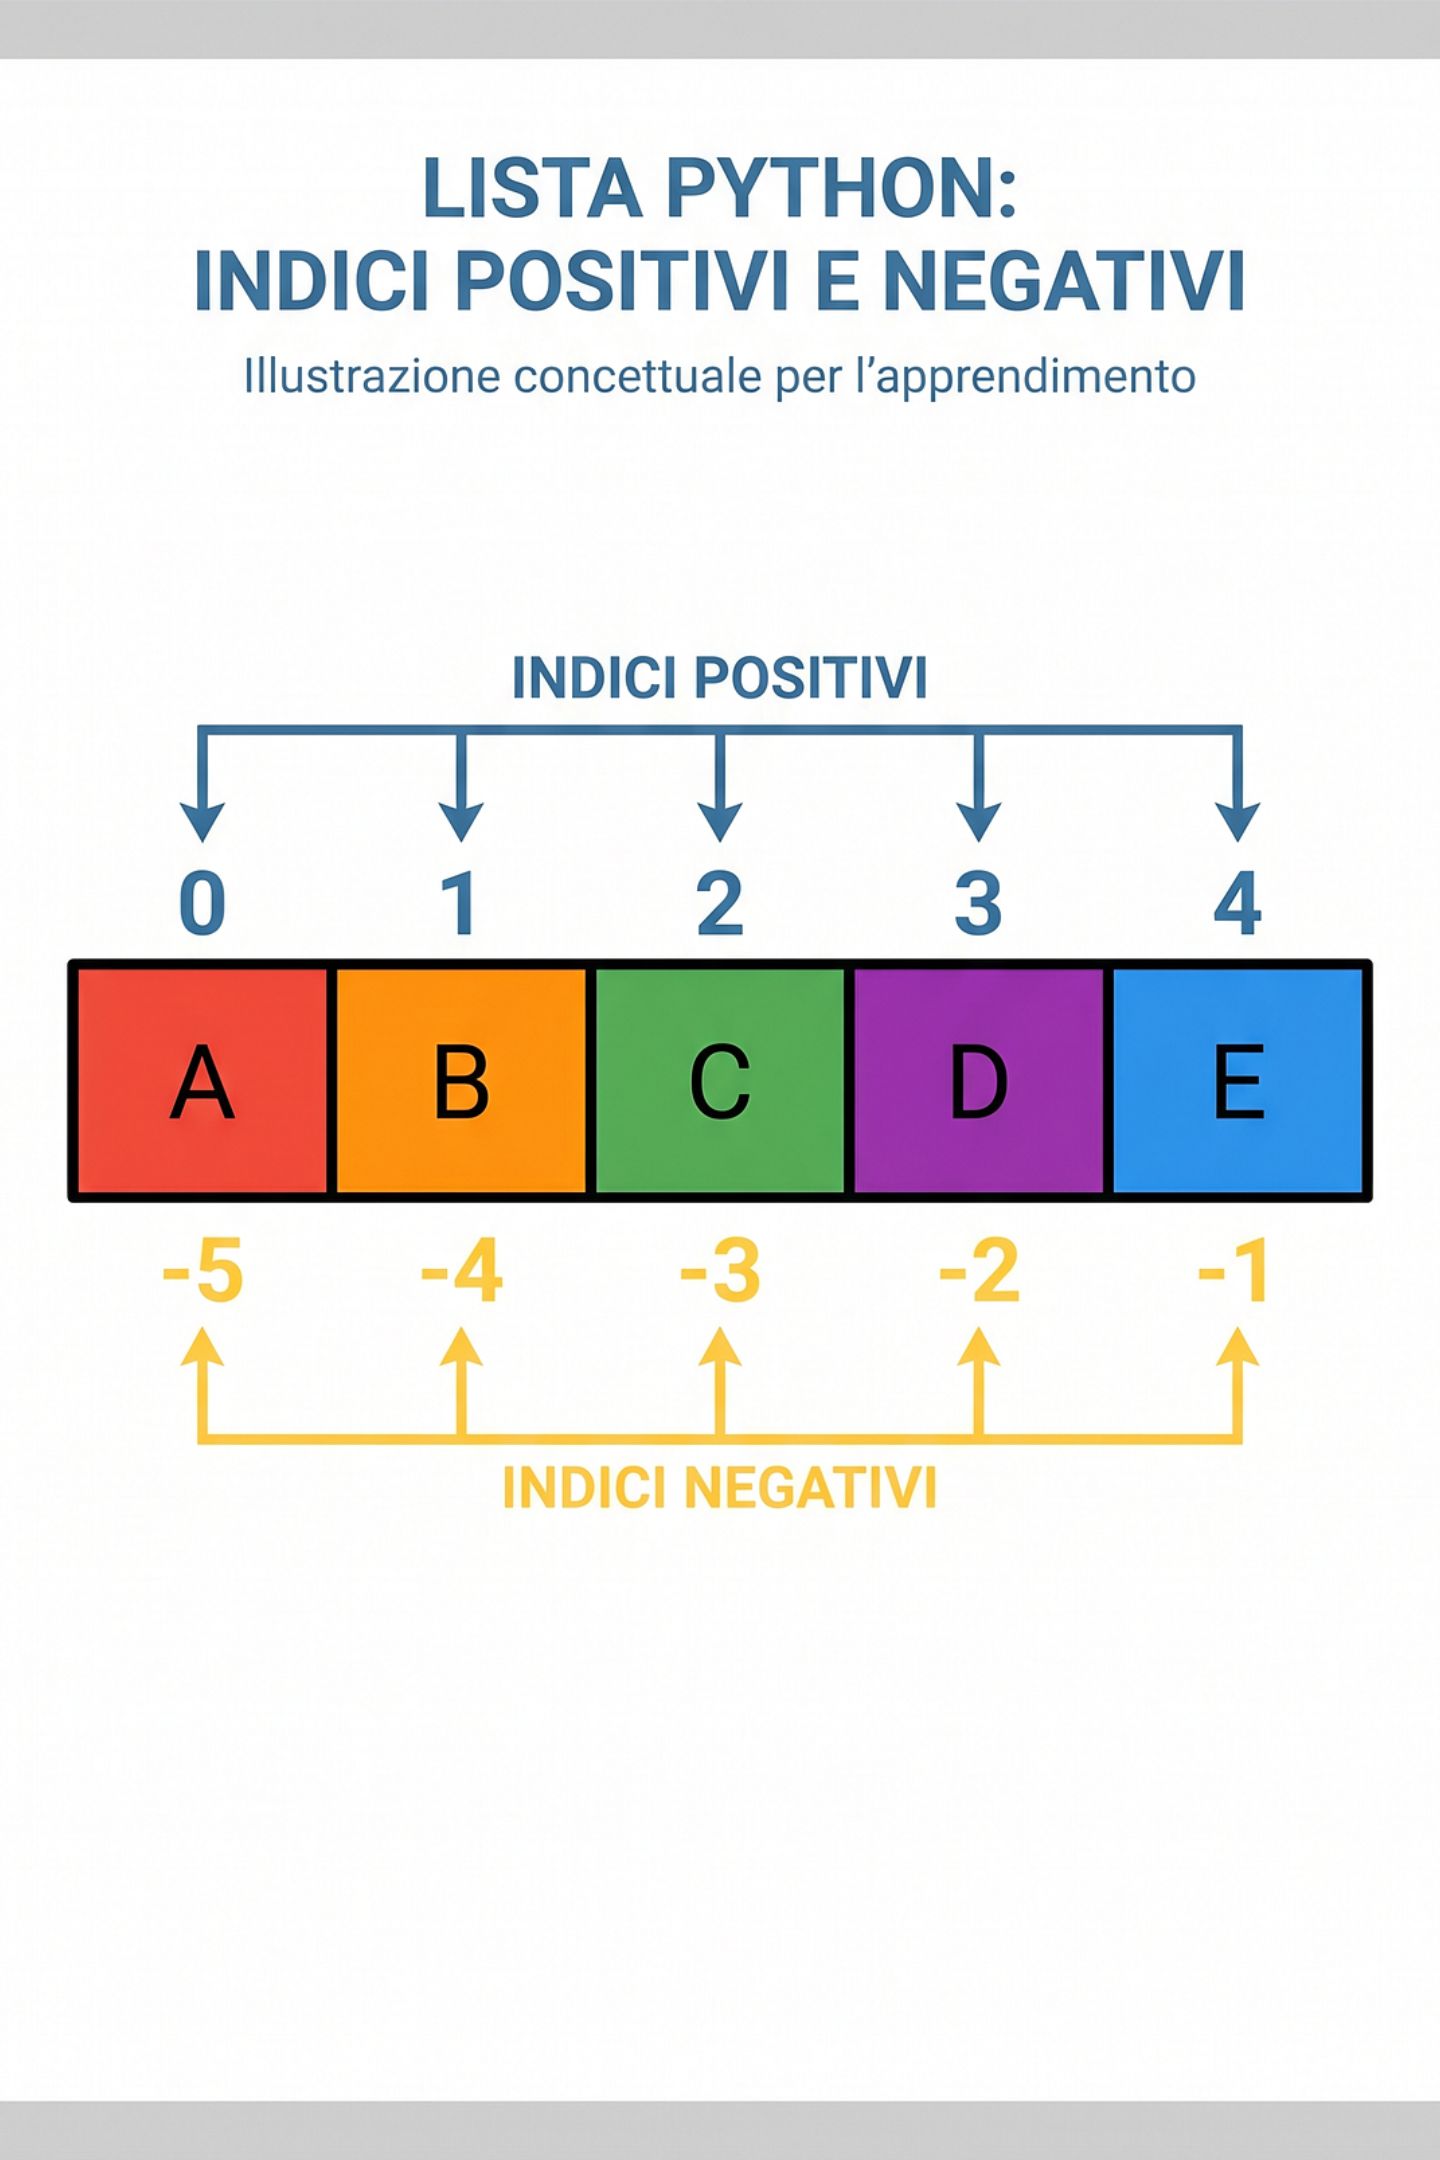 LISTA PYTHON:
INDICI POSITIVI E NEGATIVI
Illustrazione concettuale per l’apprendimento
INDICI POSITIVI
0 1 2 3 4
A B C D E
-5 -4 -3 -2 -1
INDICI NEGATIVI